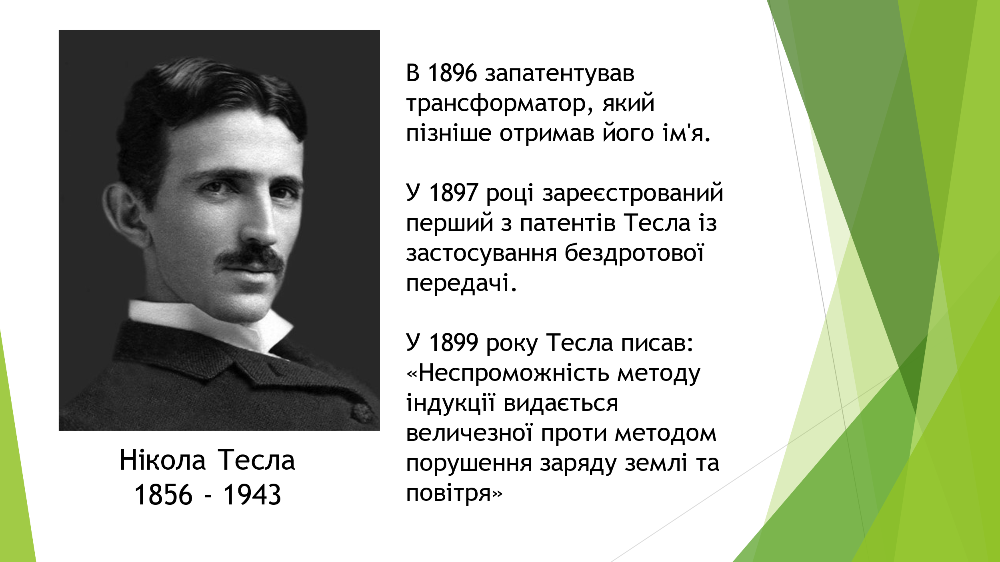 В 1896 запатентував
трансформатор, який
пізніше отримав його ім'я.
У 1897 році зареєстрований
перший з патентів Тесла із
застосування бездротової
передачі.
У 1899 року Тесла писав:
«Неспроможність методу
індукції видається
величезної проти методом
порушення заряду землі та
повітря»
Нікола Тесла
1856 - 1943